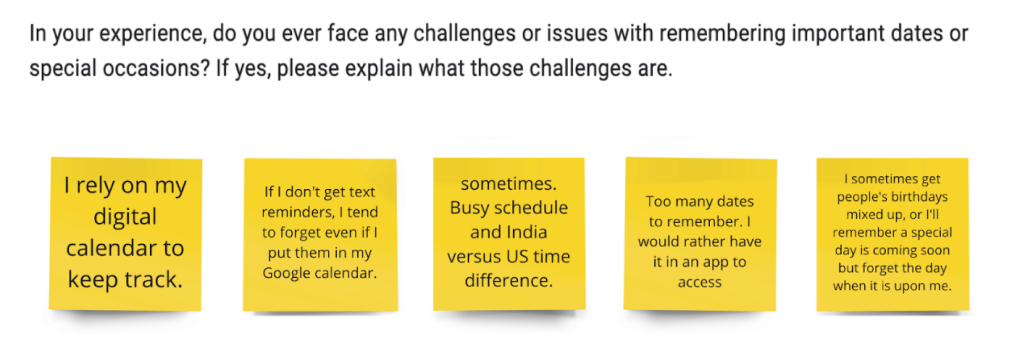 In your experience, do you ever face any challenges or issues with remembering important dates or
special occasions? If yes, please explain what those challenges are.
I rely on my
digital
calendar to
keep track.
If I don't get text
reminders, I tend
to forget even if I
put them in my
Google calendar.
sometimes.
Busy schedule
and India
versus US time
difference.
Too many dates
to remember. I
would rather have
it in an app to
access
I sometimes get
people's birthdays
mixed up, or I'll
remember a special
day is coming soon
but forget the day
when it is upon me.